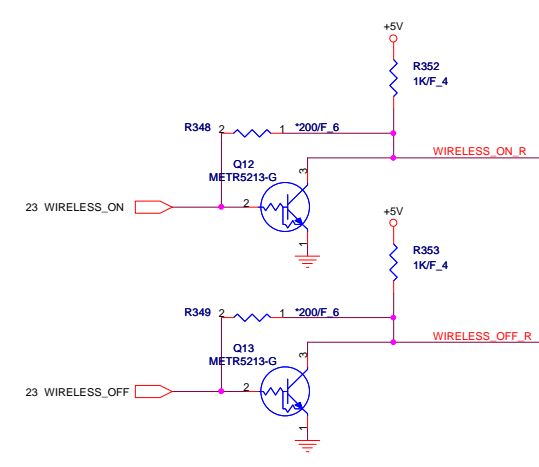 +5V
R352
1K/F_4
R348 2 1 *200/F_6
WIRELESS_ON_R
Q12
METR5213-G
3
23 WIRELESS_ON 2
1
+5V
R353
1K/F_4
R349 2 1 *200/F_6
WIRELESS_OFF_R
Q13
METR5213-G
3
23 WIRELESS_OFF 2
1